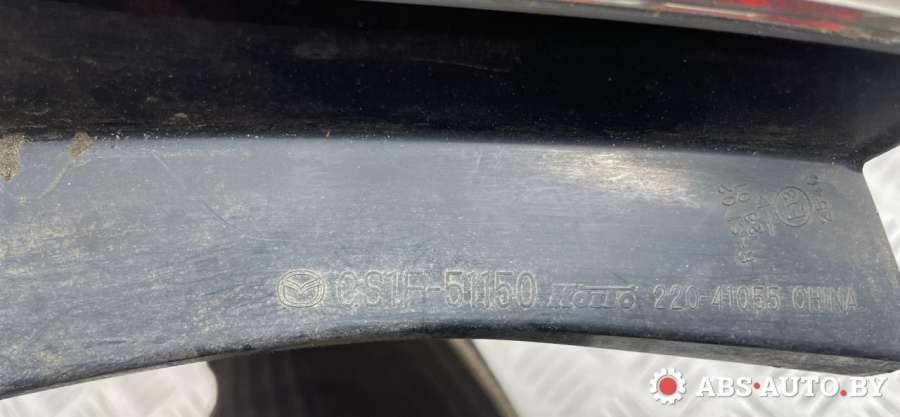 CS1F-51150 KOITO 220-41055 CHINA
ABS-AUTO.BY